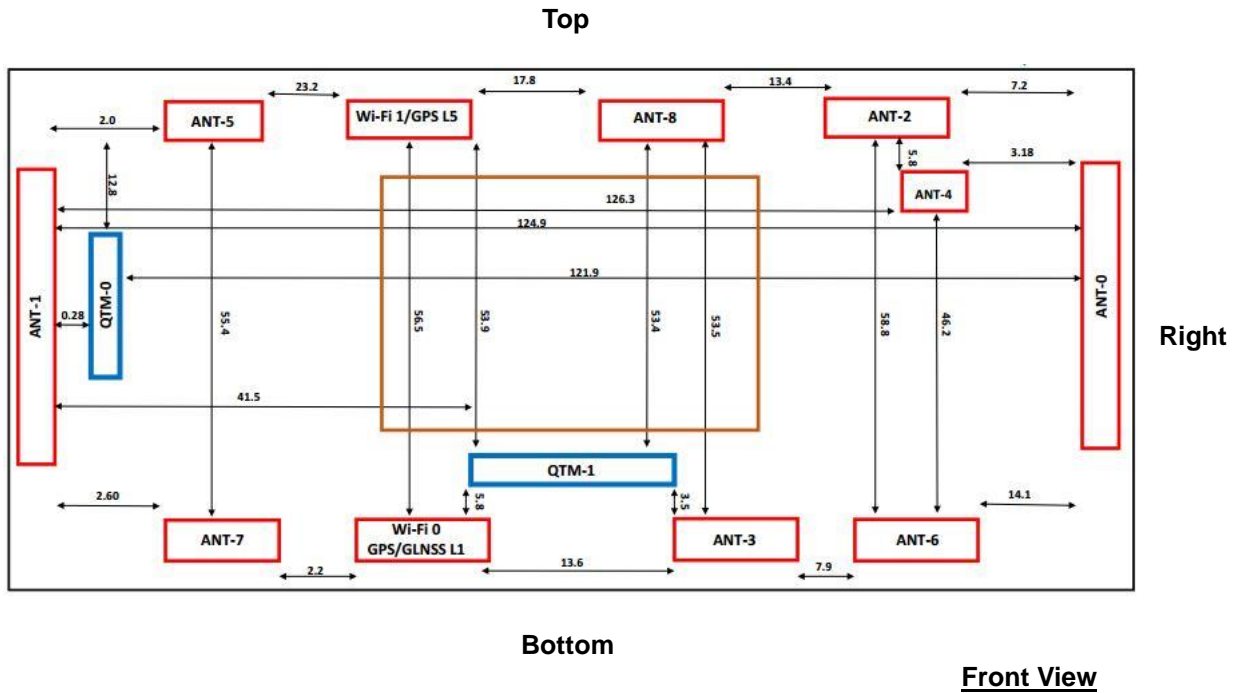 Top
23.2
17.8
13.4
7.2
2.0
ANT-5
Wi-Fi 1/GPS L5
ANT-8
ANT-2
5.8
3.18
12.8
ANT-4
126.3
124.9
QTM-0
121.9
ANT-1
ANT-0
0.28
55.4
56.5
53.9
53.4
53.5
58.8
46.2
Right
41.5
QTM-1
2.60
5.8
3.5
14.1
ANT-7
Wi-Fi 0
GPS/GLNSS L1
ANT-3
ANT-6
2.2
13.6
7.9
Bottom
Front View